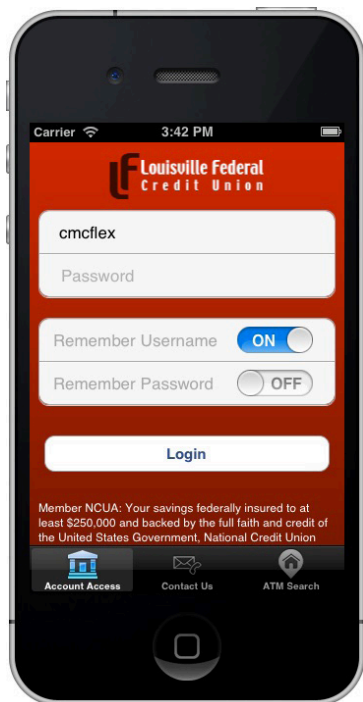 Carrier 3:42 PM
LF Louisville Federal
Credit Union
cmcflex
Password
Remember Username ON
Remember Password OFF
Login
Member NCUA: Your savings federally insured to at
least $250,000 and backed by the full faith and credit of
the United States Government, National Credit Union
Account Access Contact Us ATM Search